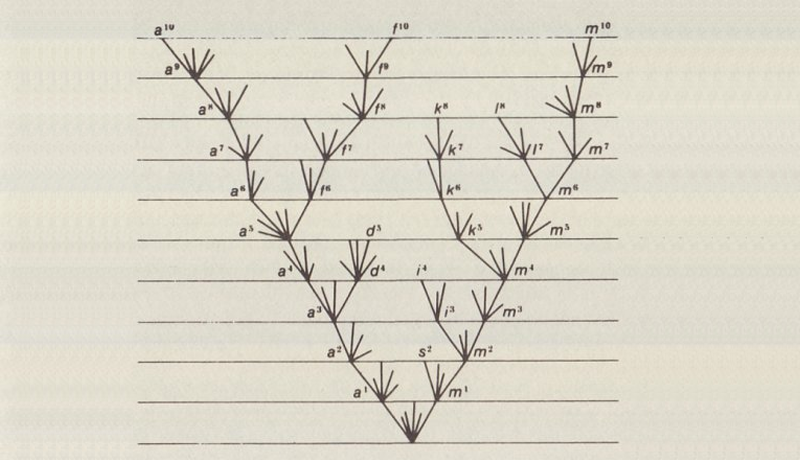 a¹⁰ f¹⁰ m¹⁰
a⁹ f⁹ m⁹
a⁸ f⁸ k⁸ l⁸ m⁸
a⁷ f⁷ k⁷ l⁷ m⁷
a⁶ f⁶ k⁶ m⁶
a⁵ d⁵ k⁵ m⁵
a⁴ d⁴ i⁴ m⁴
a³ i³ m³
a² s² m²
a¹ m¹